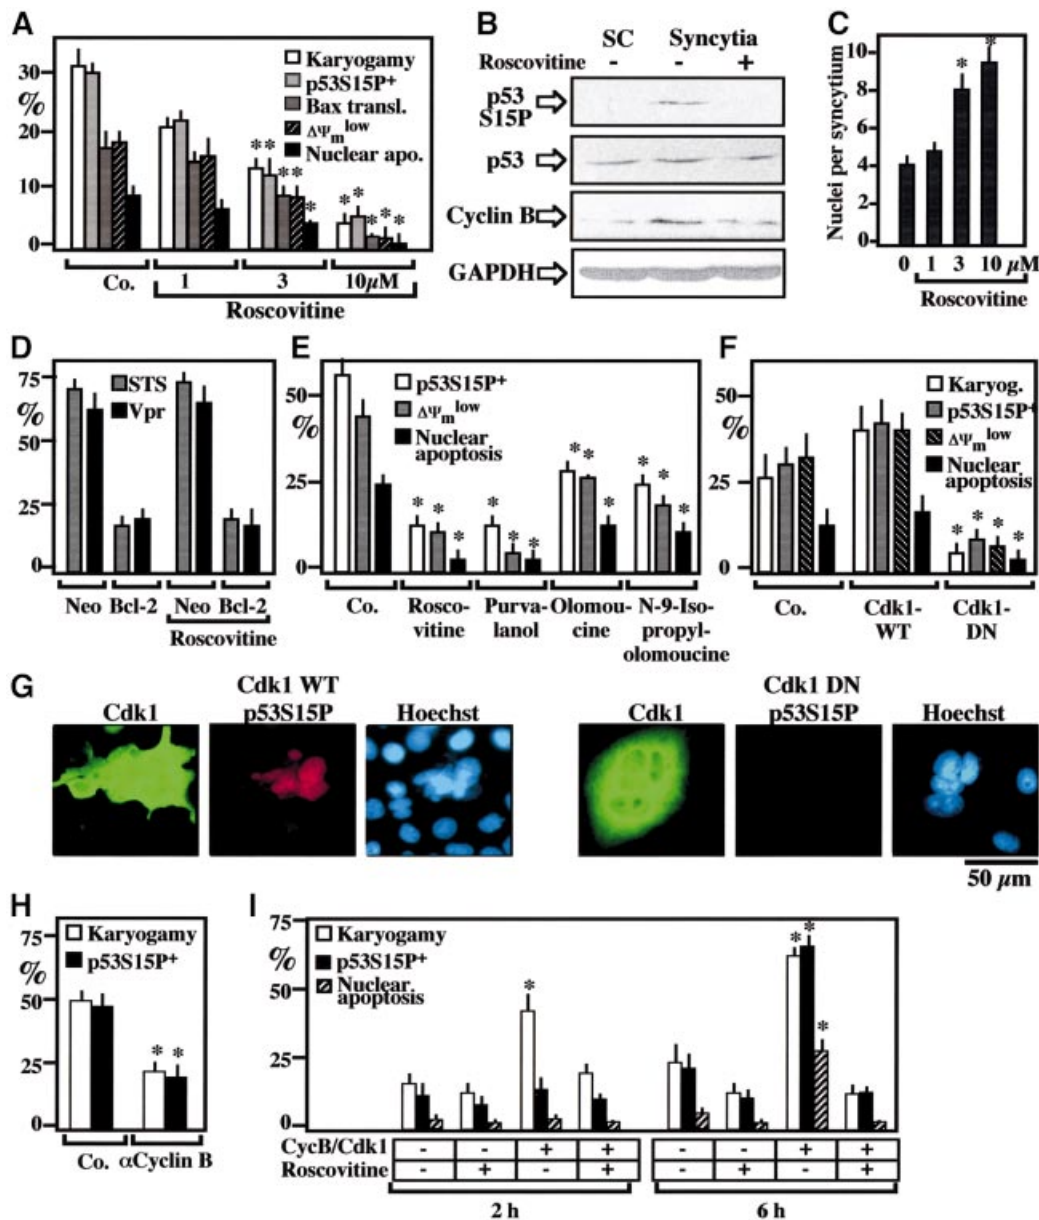 A
%
30
20
10
0
Karyogamy
p53S15P+
Bax transl.
ΔΨm low
Nuclear apo.
** ** *
* * * * *
Co. 1 3 10µM
Roscovitine
B
SC Syncytia
Roscovitine - - +
p53 S15P
p53
Cyclin B
GAPDH
C
Nuclei per syncytium
10
8
6
4
2
0
* *
0 1 3 10 µM
Roscovitine
D
%
75
50
25
0
STS
Vpr
Neo Bcl-2 Neo Bcl-2
Roscovitine
E
%
50
25
0
p53S15P+
ΔΨm low
Nuclear
apoptosis
* * * * * * * * * * * *
Co. Rosco- Purva- Olomou- N-9-Iso-
vitine lanol cine propyl-
olomoucine
F
%
50
25
0
Karyog.
p53S15P+
ΔΨm low
Nuclear
apoptosis
* * * *
Co. Cdk1- Cdk1-
WT DN
G
Cdk1 WT
Cdk1 p53S15P Hoechst
Cdk1 DN
Cdk1 p53S15P Hoechst
50 µm
H
%
75
50
25
0
Karyogamy
p53S15P+
* *
Co. αCyclin B
I
%
75
50
25
0
Karyogamy
p53S15P+
Nuclear
apoptosis
* * * *
CycB/Cdk1 - - + + - - + +
Roscovitine - + - + - + - +
2 h 6 h